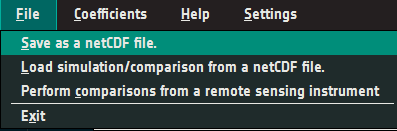 File Coefficients Help Settings
Save as a netCDF file.
Load simulation/comparison from a netCDF file.
Perform comparisons from a remote sensing instrument
Exit